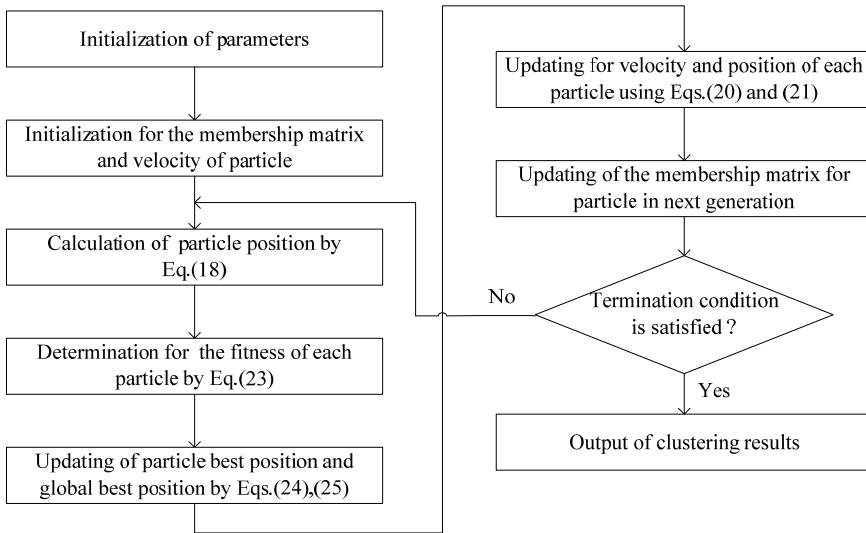 Initialization of parameters
Initialization for the membership matrix
and velocity of particle
Calculation of particle position by
Eq.(18)
Determination for the fitness of each
particle by Eq.(23)
Updating of particle best position and
global best position by Eqs.(24),(25)
Updating for velocity and position of each
particle using Eqs.(20) and (21)
Updating of the membership matrix for
particle in next generation
Termination condition
is satisfied ?
No
Yes
Output of clustering results